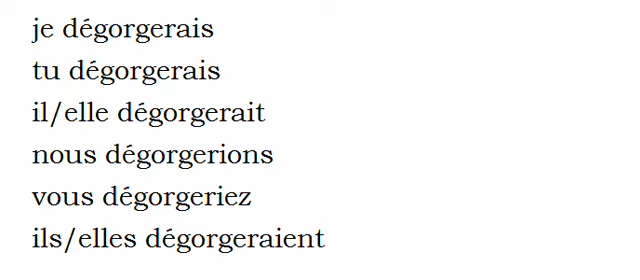 je dégorgerais
tu dégorgerais
il/elle dégorgerait
nous dégorgerions
vous dégorgeriez
ils/elles dégorgeraient